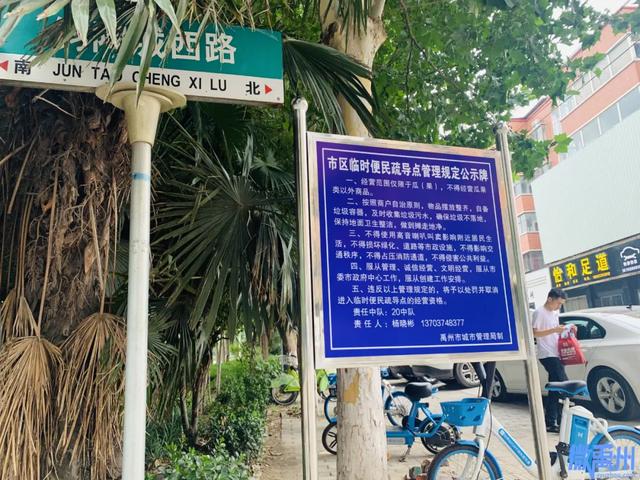 钧城西路
南 JUN TAO CHENG XI LU 北
市区临时便民疏导点管理规定公示牌
一、经营范围仅限于瓜（果），不得经营瓜果
类以外商品。
二、按照商户自治原则，物品摆放整齐，自备
垃圾容器，及时收集垃圾污水，确保垃圾不落地，
保持地面卫生整洁，做到摊走地净。
三、不得使用高音喇叭叫卖影响附近居民生
活，不得损坏绿化、道路等市政设施，不得影响交
通秩序，不得占压消防通道，不得侵害公共利益。
四、服从管理、诚信经营、文明经营，服从市
委市政府中心工作，服从创建工作安排。
五、违反以上管理规定的，将予以处罚并取消
进入临时便民疏导点的经营资格。
责任中队：20中队
责 任 人：杨晓彬 13703748377
禹州市城市管理局制
怡和足道
微禹州